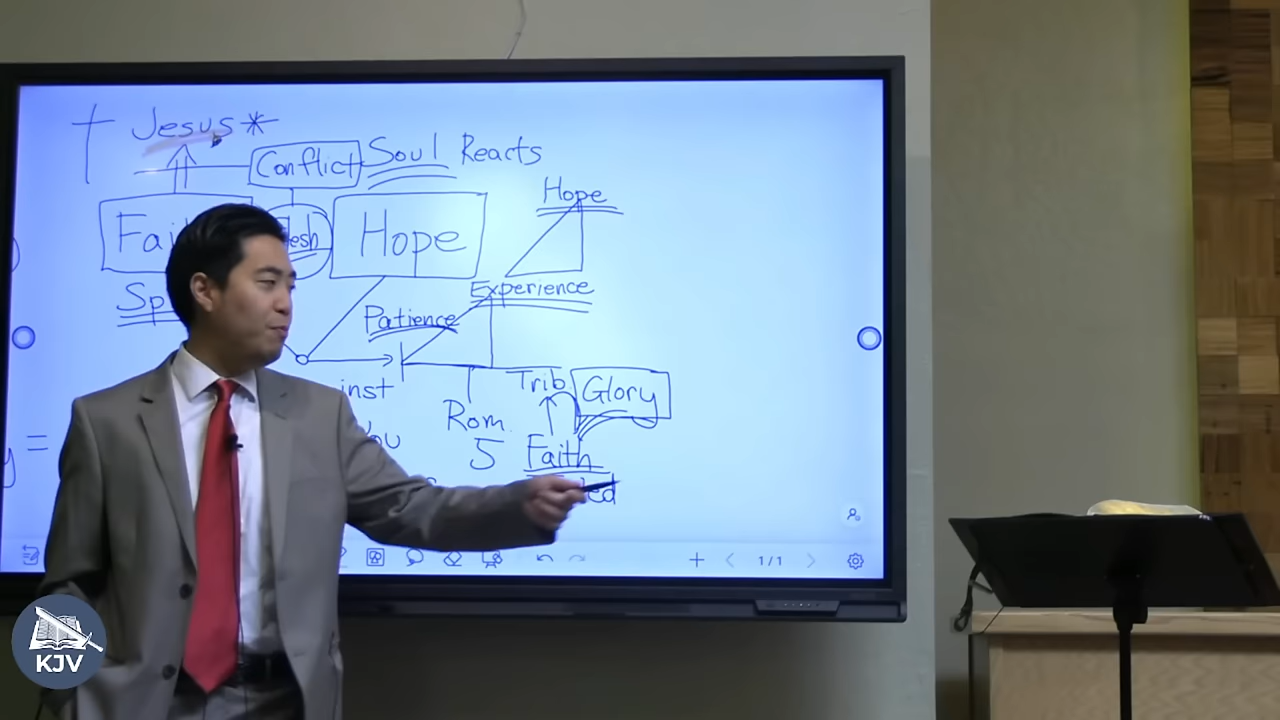 Jesus*
Conflict Soul Reacts
Hope
Hope
Experience
Patience
Trib Glory
Rom.
5
Faith
=
1/1
KJV